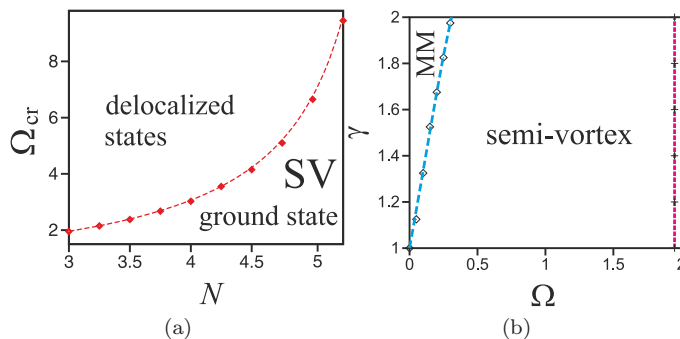 8
6
4
2
Ω_cr
delocalized
states
SV
ground state
3
3.5
4
4.5
5
N
(a)
2
1.8
1.6
1.4
1.2
1
γ
MM
semi-vortex
0
0.5
1
1.5
2
Ω
(b)